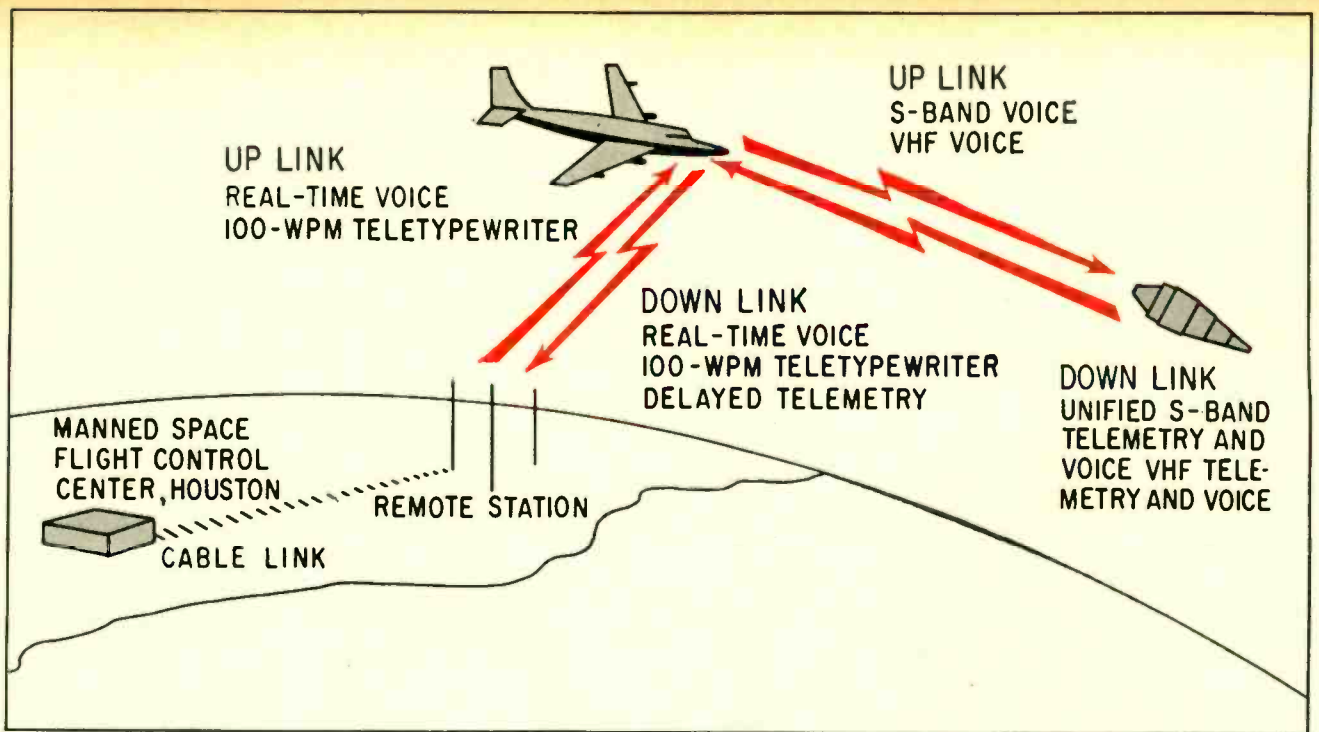 UP LINK
REAL-TIME VOICE
100-WPM TELETYPEWRITER
UP LINK
S-BAND VOICE
VHF VOICE
DOWN LINK
REAL-TIME VOICE
100-WPM TELETYPEWRITER
DELAYED TELEMETRY
DOWN LINK
UNIFIED S-BAND
TELEMETRY AND
VOICE VHF TELE-
METRY AND VOICE
MANNED SPACE
FLIGHT CONTROL
CENTER, HOUSTON
REMOTE STATION
CABLE LINK